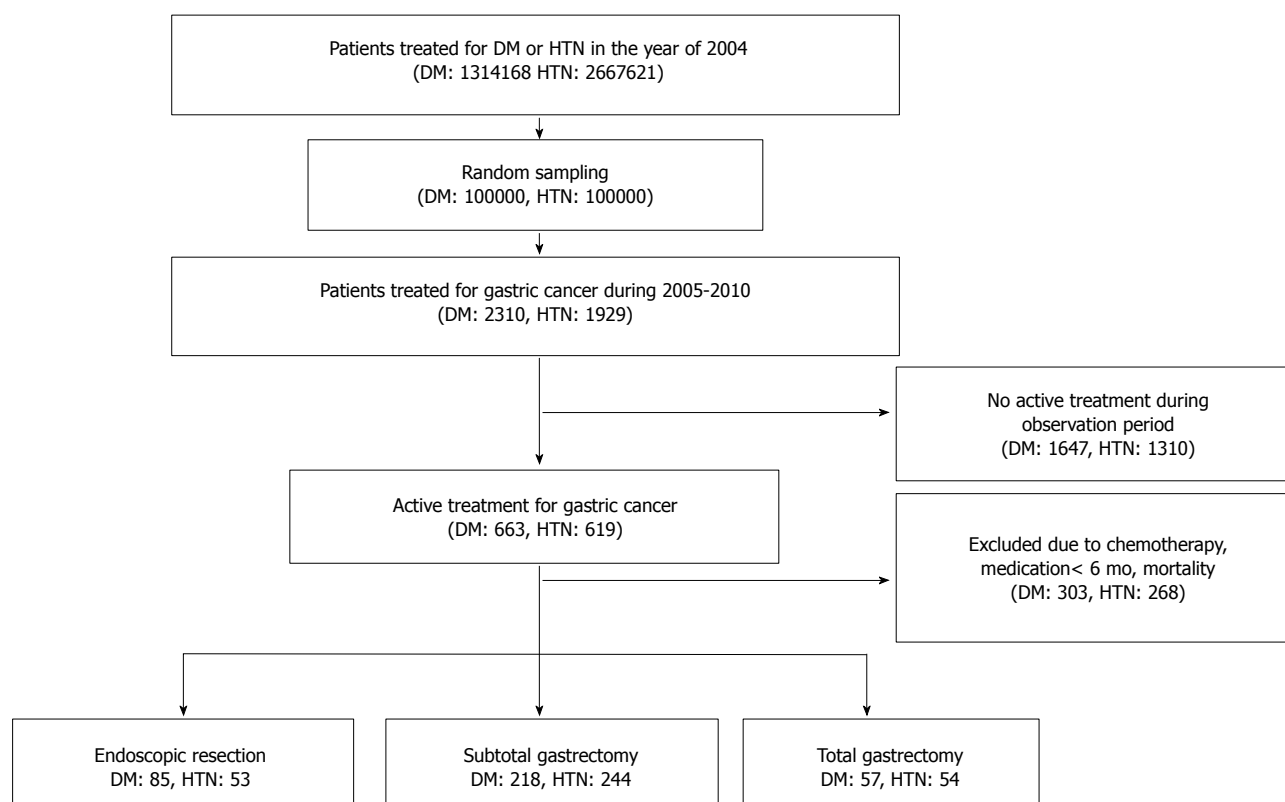 Patients treated for DM or HTN in the year of 2004
(DM: 1314168 HTN: 2667621)
Random sampling
(DM: 100000, HTN: 100000)
Patients treated for gastric cancer during 2005-2010
(DM: 2310, HTN: 1929)
No active treatment during
observation period
(DM: 1647, HTN: 1310)
Active treatment for gastric cancer
(DM: 663, HTN: 619)
Excluded due to chemotherapy,
medication< 6 mo, mortality
(DM: 303, HTN: 268)
Endoscopic resection
DM: 85, HTN: 53
Subtotal gastrectomy
DM: 218, HTN: 244
Total gastrectomy
DM: 57, HTN: 54